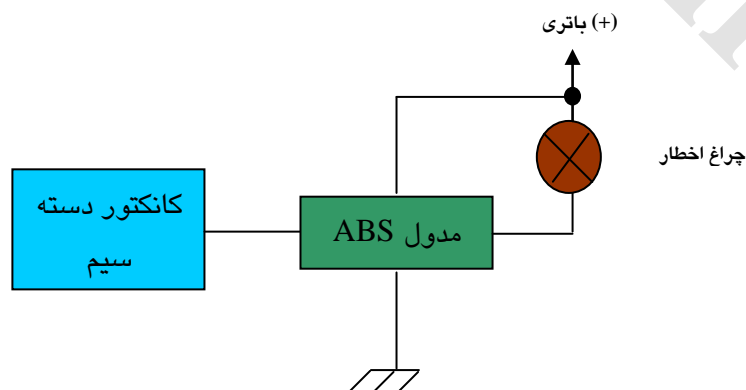 باتری (+)
چراغ اخطار
کانکتور دسته
سیم
مدول ABS